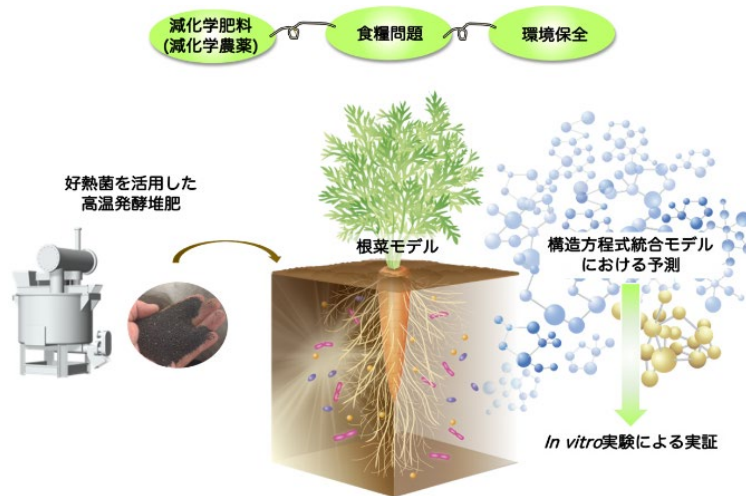 減化学肥料
(減化学農薬)
食糧問題
環境保全
好熱菌を活用した
高温発酵堆肥
根菜モデル
構造方程式統合モデル
における予測
In vitro実験による実証